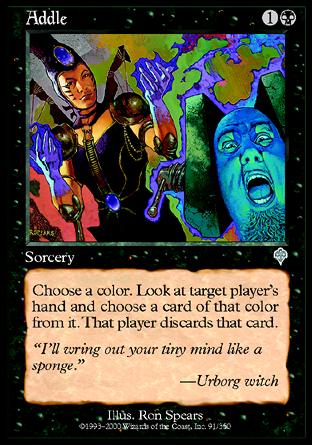 Addle
1
R.SPEARS
Sorcery
Choose a color. Look at target player's
hand and choose a card of that color
from it. That player discards that card.
"I'll wring out your tiny mind like a
sponge."
—Urborg witch
Illus. Ron Spears
©1993–2000 Wizards of the Coast, Inc. 91/350